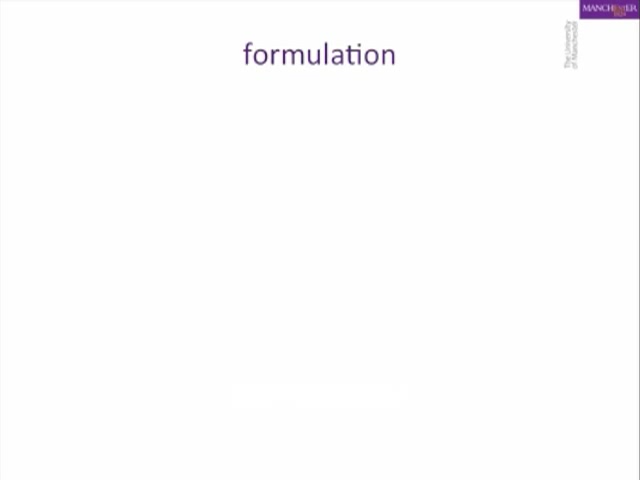 formulation
MANCHESTER
1824
The University
of Manchester